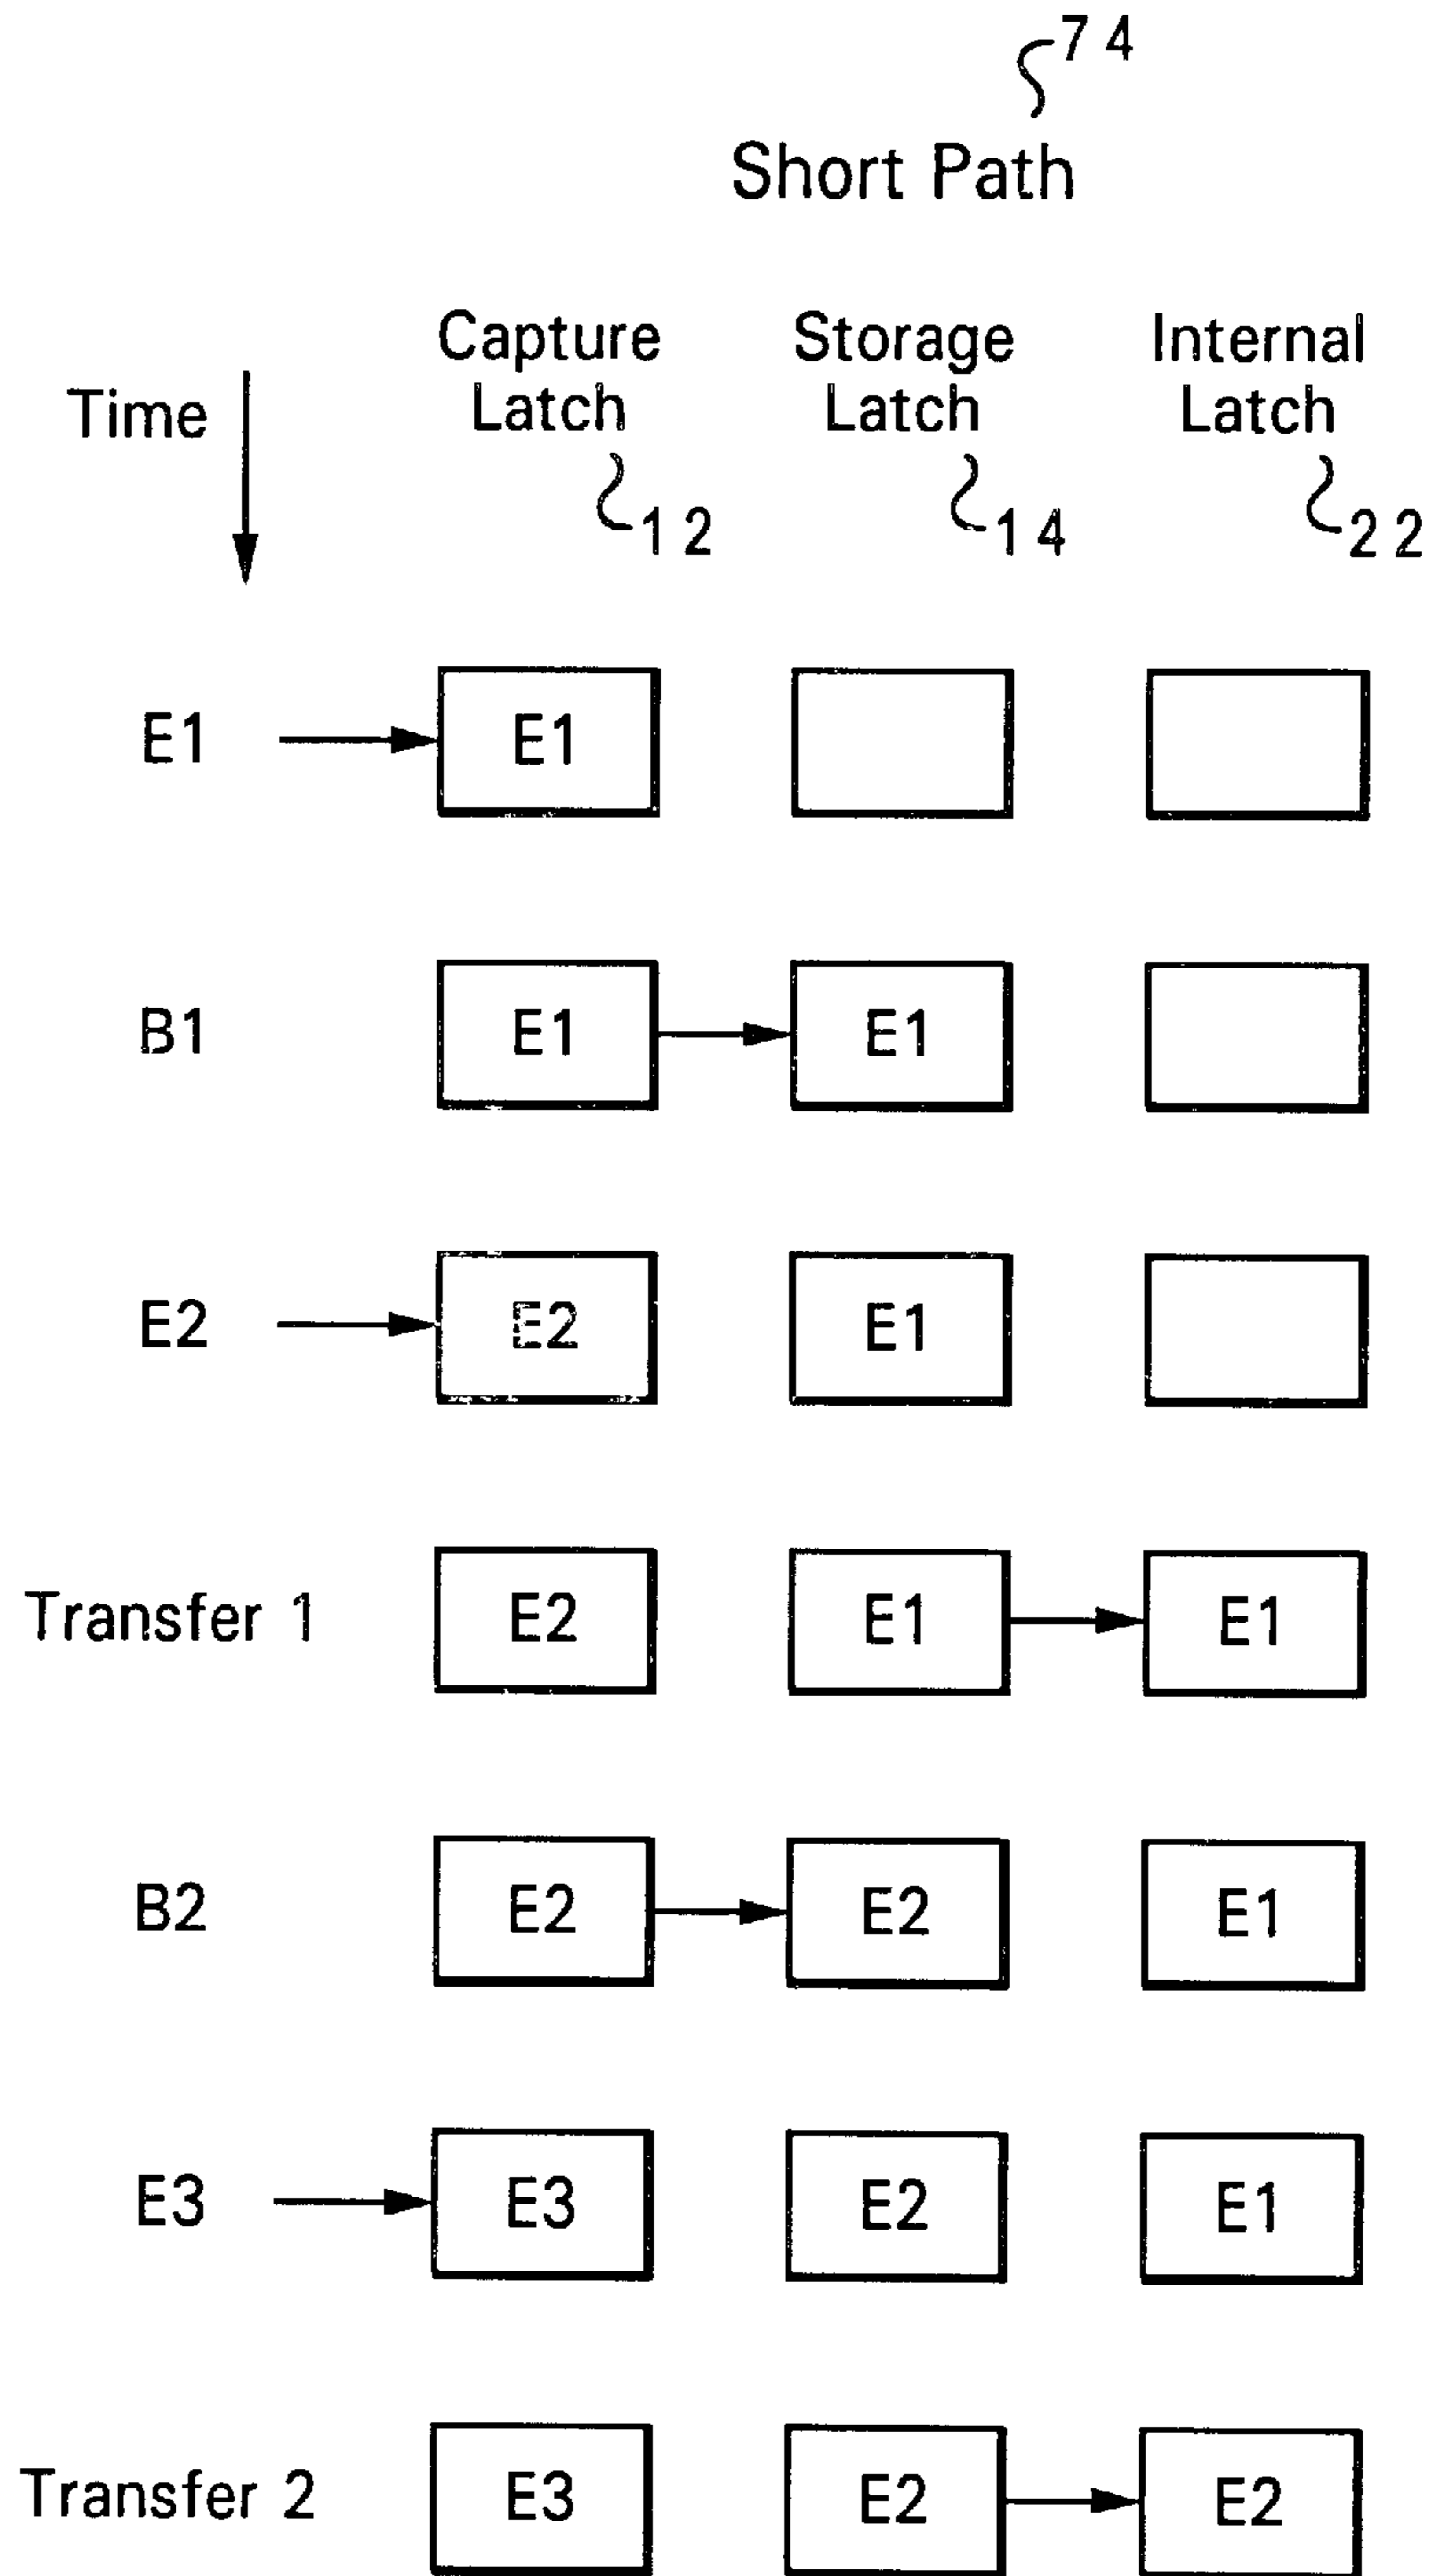 74
Short Path
Capture Storage Internal
Time Latch Latch Latch
12 14 22
E1 E1
B1 E1 E1
E2 E2 E1
Transfer 1 E2 E1 E1
B2 E2 E2 E1
E3 E3 E2 E1
Transfer 2 E3 E2 E2